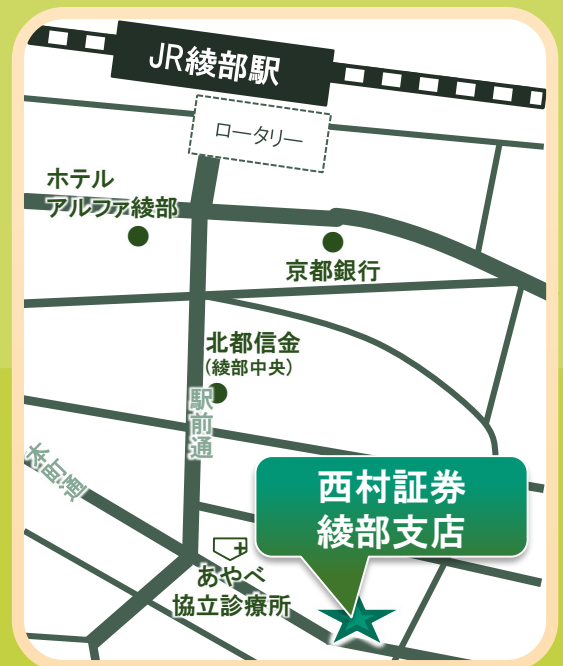 JR綾部駅
ロータリー
ホテル
アルファ綾部
京都銀行
北都信金
(綾部中央)
駅前通
本町通
西村証券
綾部支店
あやべ
協立診療所